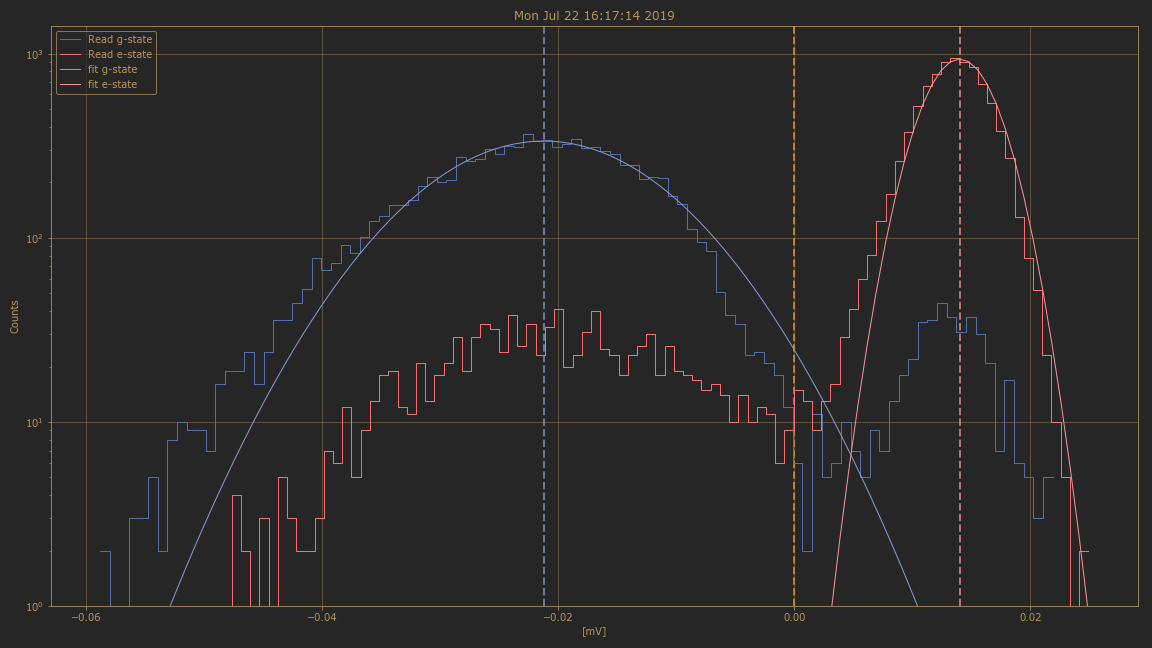 Mon Jul 22 16:17:14 2019
Read g-state
Read e-state
fit g-state
fit e-state
10³
10²
10¹
10⁰
Counts
−0.06
−0.04
−0.02
0.00
0.02
[mV]